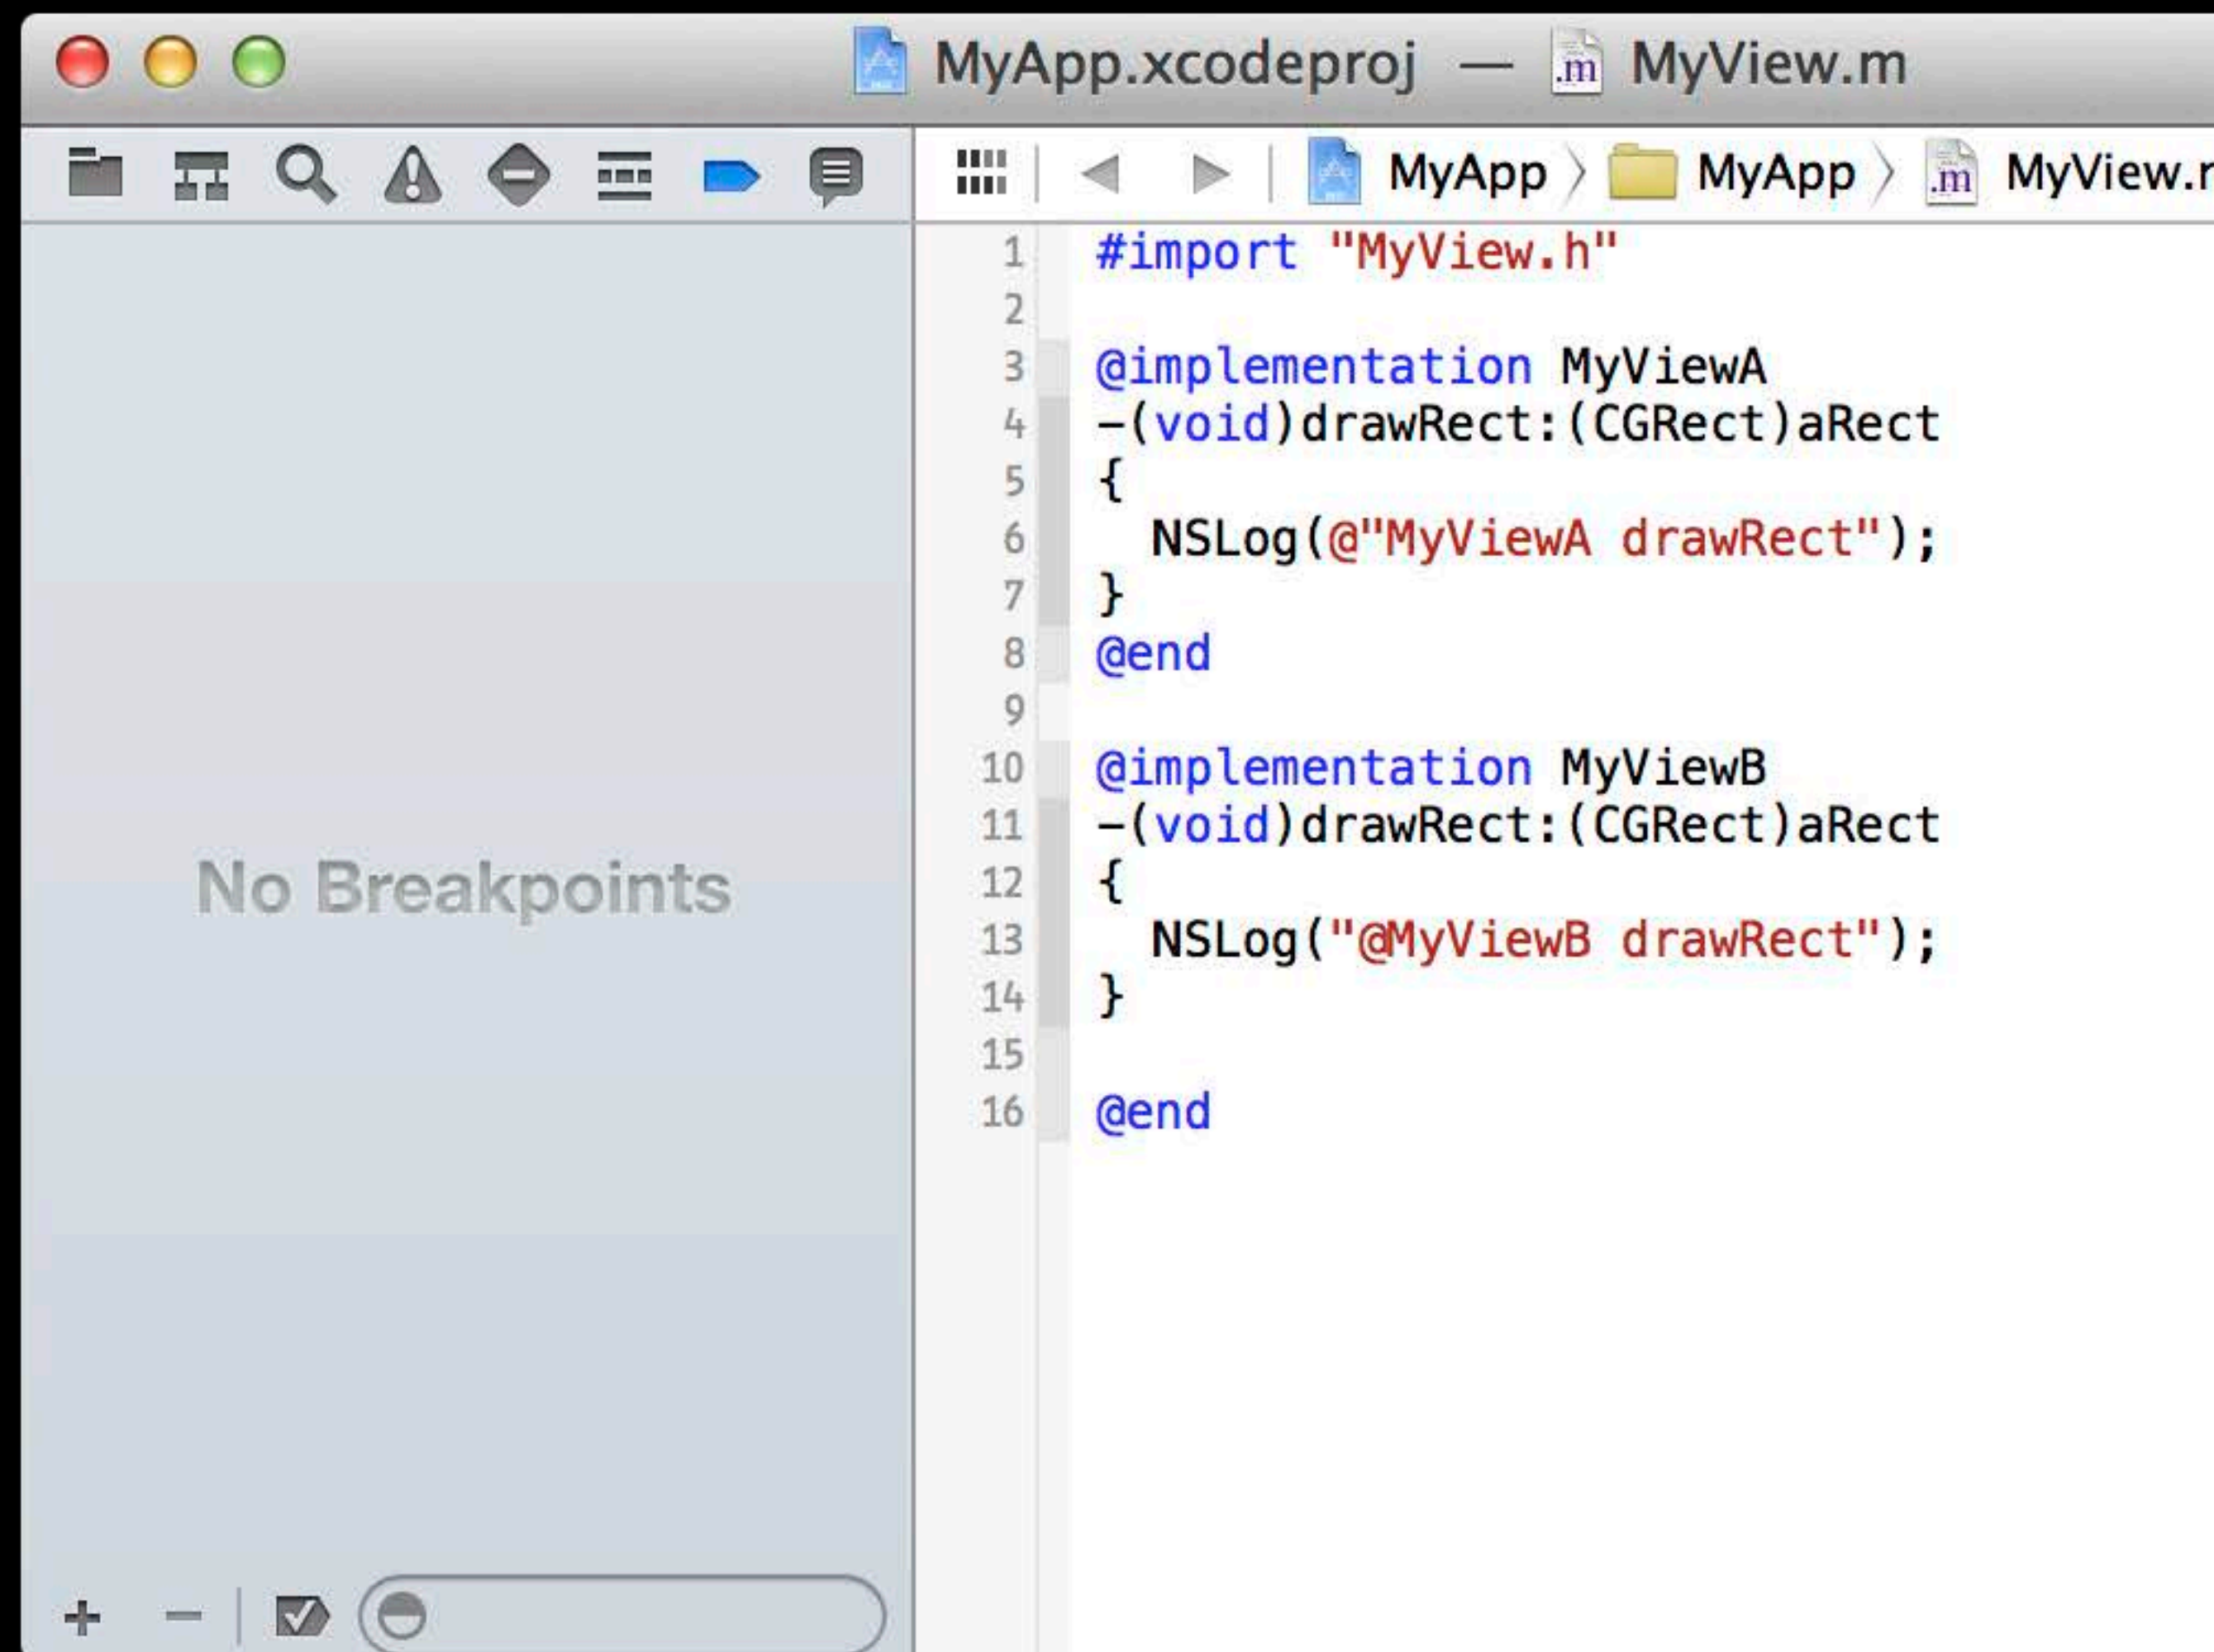 MyApp.xcodeproj — MyView.m
MyApp 〉 MyApp 〉 MyView.
No Breakpoints
1 #import "MyView.h"
2
3 @implementation MyViewA
4 -(void)drawRect:(CGRect)aRect
5 {
6 NSLog(@"MyViewA drawRect");
7 }
8 @end
9
10 @implementation MyViewB
11 -(void)drawRect:(CGRect)aRect
12 {
13 NSLog("@MyViewB drawRect");
14 }
15
16 @end